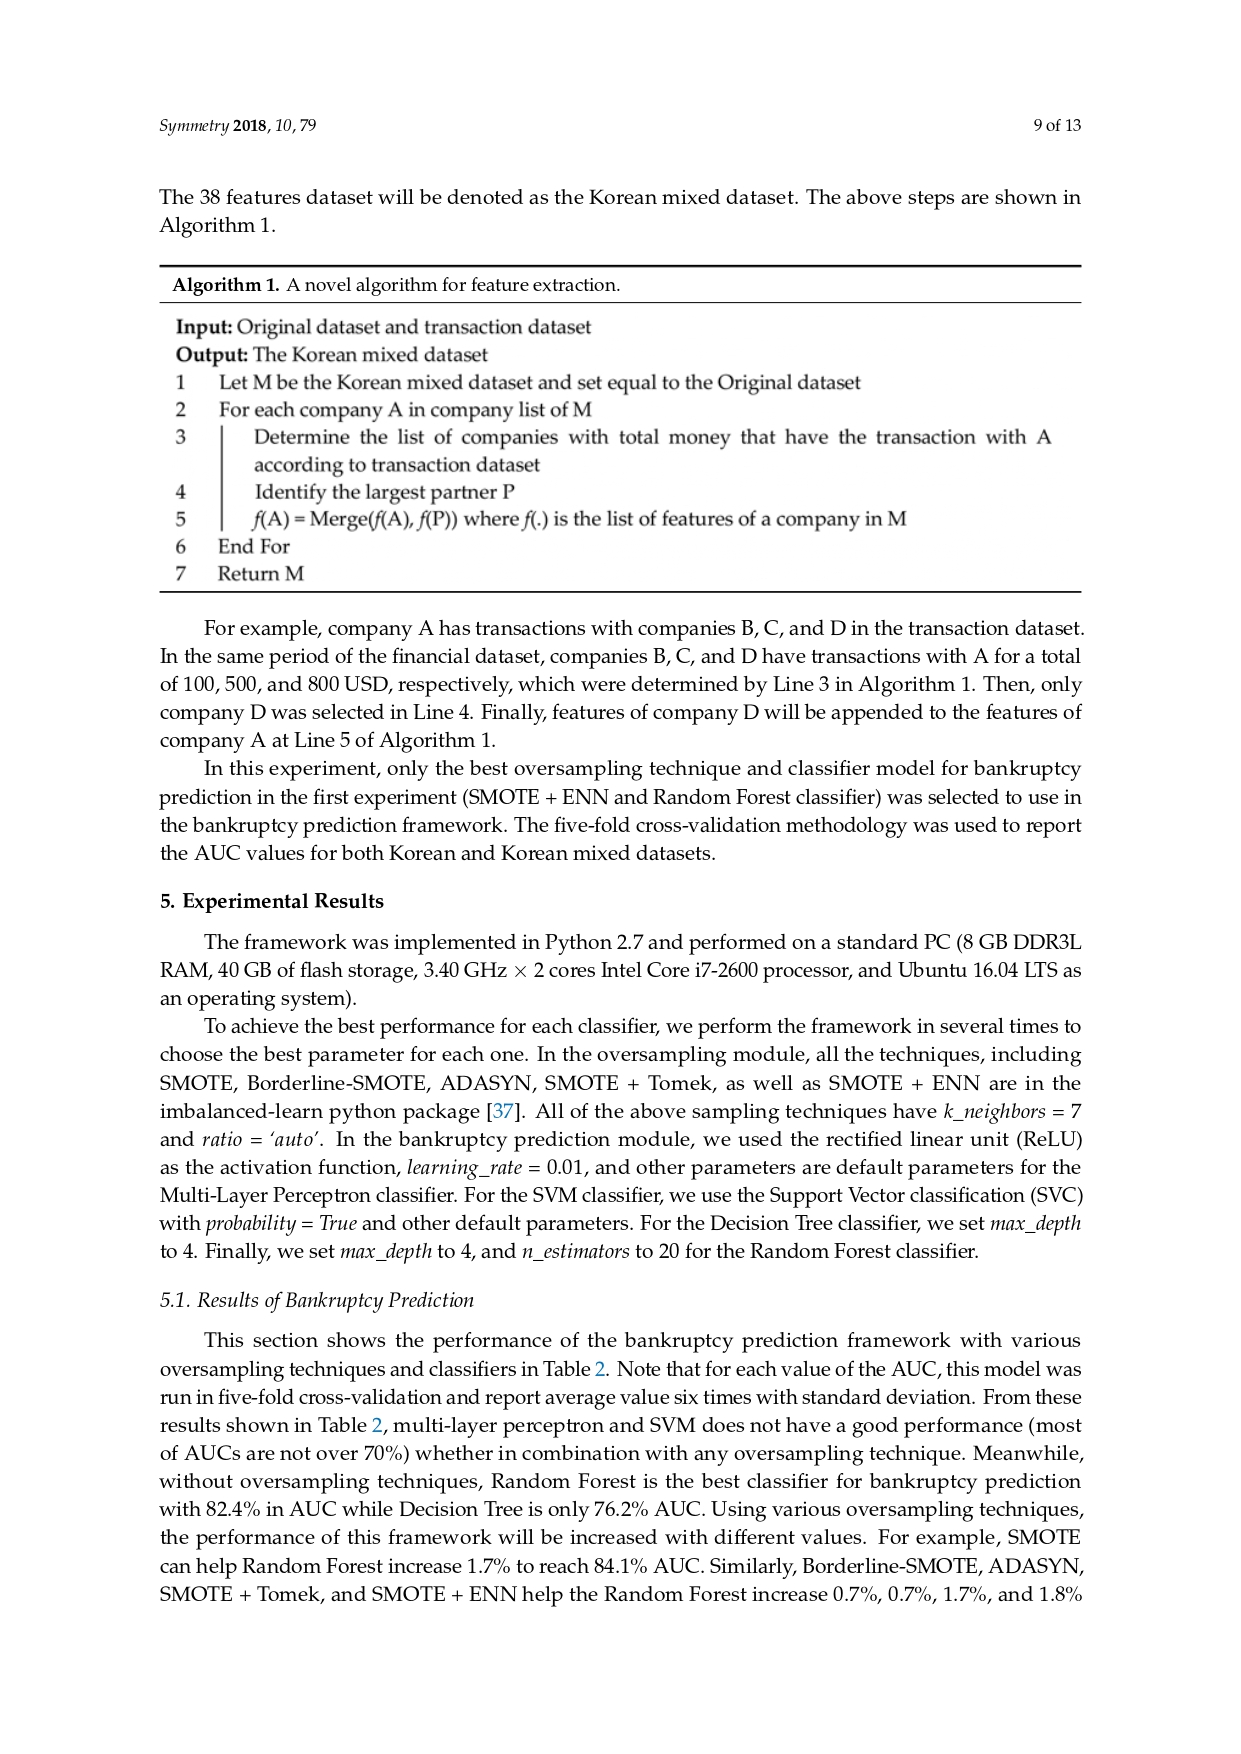 Symmetry 2018, 10, 79
9 of 13
The 38 features dataset will be denoted as the Korean mixed dataset. The above steps are shown in
Algorithm 1.
Algorithm 1. A novel algorithm for feature extraction.
Input: Original dataset and transaction dataset
Output: The Korean mixed dataset
1 Let M be the Korean mixed dataset and set equal to the Original dataset
2 For each company A in company list of M
3 Determine the list of companies with total money that have the transaction with A
according to transaction dataset
4 Identify the largest partner P
5 f(A) = Merge(f(A), f(P)) where f(.) is the list of features of a company in M
6 End For
7 Return M
For example, company A has transactions with companies B, C, and D in the transaction dataset.
In the same period of the financial dataset, companies B, C, and D have transactions with A for a total
of 100, 500, and 800 USD, respectively, which were determined by Line 3 in Algorithm 1. Then, only
company D was selected in Line 4. Finally, features of company D will be appended to the features of
company A at Line 5 of Algorithm 1.
In this experiment, only the best oversampling technique and classifier model for bankruptcy
prediction in the first experiment (SMOTE + ENN and Random Forest classifier) was selected to use in
the bankruptcy prediction framework. The five-fold cross-validation methodology was used to report
the AUC values for both Korean and Korean mixed datasets.
5. Experimental Results
The framework was implemented in Python 2.7 and performed on a standard PC (8 GB DDR3L
RAM, 40 GB of flash storage, 3.40 GHz × 2 cores Intel Core i7-2600 processor, and Ubuntu 16.04 LTS as
an operating system).
To achieve the best performance for each classifier, we perform the framework in several times to
choose the best parameter for each one. In the oversampling module, all the techniques, including
SMOTE, Borderline-SMOTE, ADASYN, SMOTE + Tomek, as well as SMOTE + ENN are in the
imbalanced-learn python package [37]. All of the above sampling techniques have k_neighbors = 7
and ratio = ‘auto’. In the bankruptcy prediction module, we used the rectified linear unit (ReLU)
as the activation function, learning_rate = 0.01, and other parameters are default parameters for the
Multi-Layer Perceptron classifier. For the SVM classifier, we use the Support Vector classification (SVC)
with probability = True and other default parameters. For the Decision Tree classifier, we set max_depth
to 4. Finally, we set max_depth to 4, and n_estimators to 20 for the Random Forest classifier.
5.1. Results of Bankruptcy Prediction
This section shows the performance of the bankruptcy prediction framework with various
oversampling techniques and classifiers in Table 2. Note that for each value of the AUC, this model was
run in five-fold cross-validation and report average value six times with standard deviation. From these
results shown in Table 2, multi-layer perceptron and SVM does not have a good performance (most
of AUCs are not over 70%) whether in combination with any oversampling technique. Meanwhile,
without oversampling techniques, Random Forest is the best classifier for bankruptcy prediction
with 82.4% in AUC while Decision Tree is only 76.2% AUC. Using various oversampling techniques,
the performance of this framework will be increased with different values. For example, SMOTE
can help Random Forest increase 1.7% to reach 84.1% AUC. Similarly, Borderline-SMOTE, ADASYN,
SMOTE + Tomek, and SMOTE + ENN help the Random Forest increase 0.7%, 0.7%, 1.7%, and 1.8%